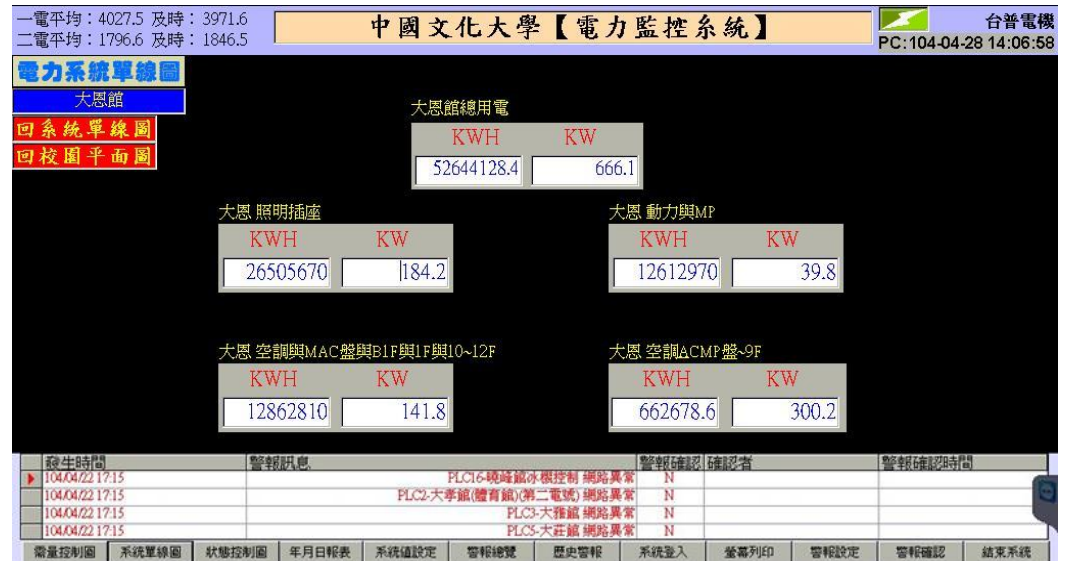 一電平均：4027.5 及時：3971.6
二電平均：1796.6 及時：1846.5
中國文化大學【電力監控系統】
台普電機
PC:104-04-28 14:06:58
電力系統單線圖
大恩館
回系統單線圖
回校園平面圖
大恩館總用電
KWH KW
52644128.4 666.1
大恩 照明插座
KWH KW
26505670 184.2
大恩 動力與MP
KWH KW
12612970 39.8
大恩 空調與MAC盤與B1F與1F與10~12F
KWH KW
12862810 141.8
大恩 空調ACMP盤~9F
KWH KW
662678.6 300.2
發生時間 警報訊息 警報確認 確認者 警報確認時間
104/04/22 17:15 PLC16-曉峰館冰機控制 網路異常 N
104/04/22 17:15 PLC2-大孝館(體育館)(第二電號) 網路異常 N
104/04/22 17:15 PLC3-大雅館 網路異常 N
104/04/22 17:15 PLC5-大莊館 網路異常 N
需量控制圖 系統單線圖 狀態控制圖 年月日報表 系統值設定 警報總覽 歷史警報 系統登入 螢幕列印 警報設定 警報確認 結束系統